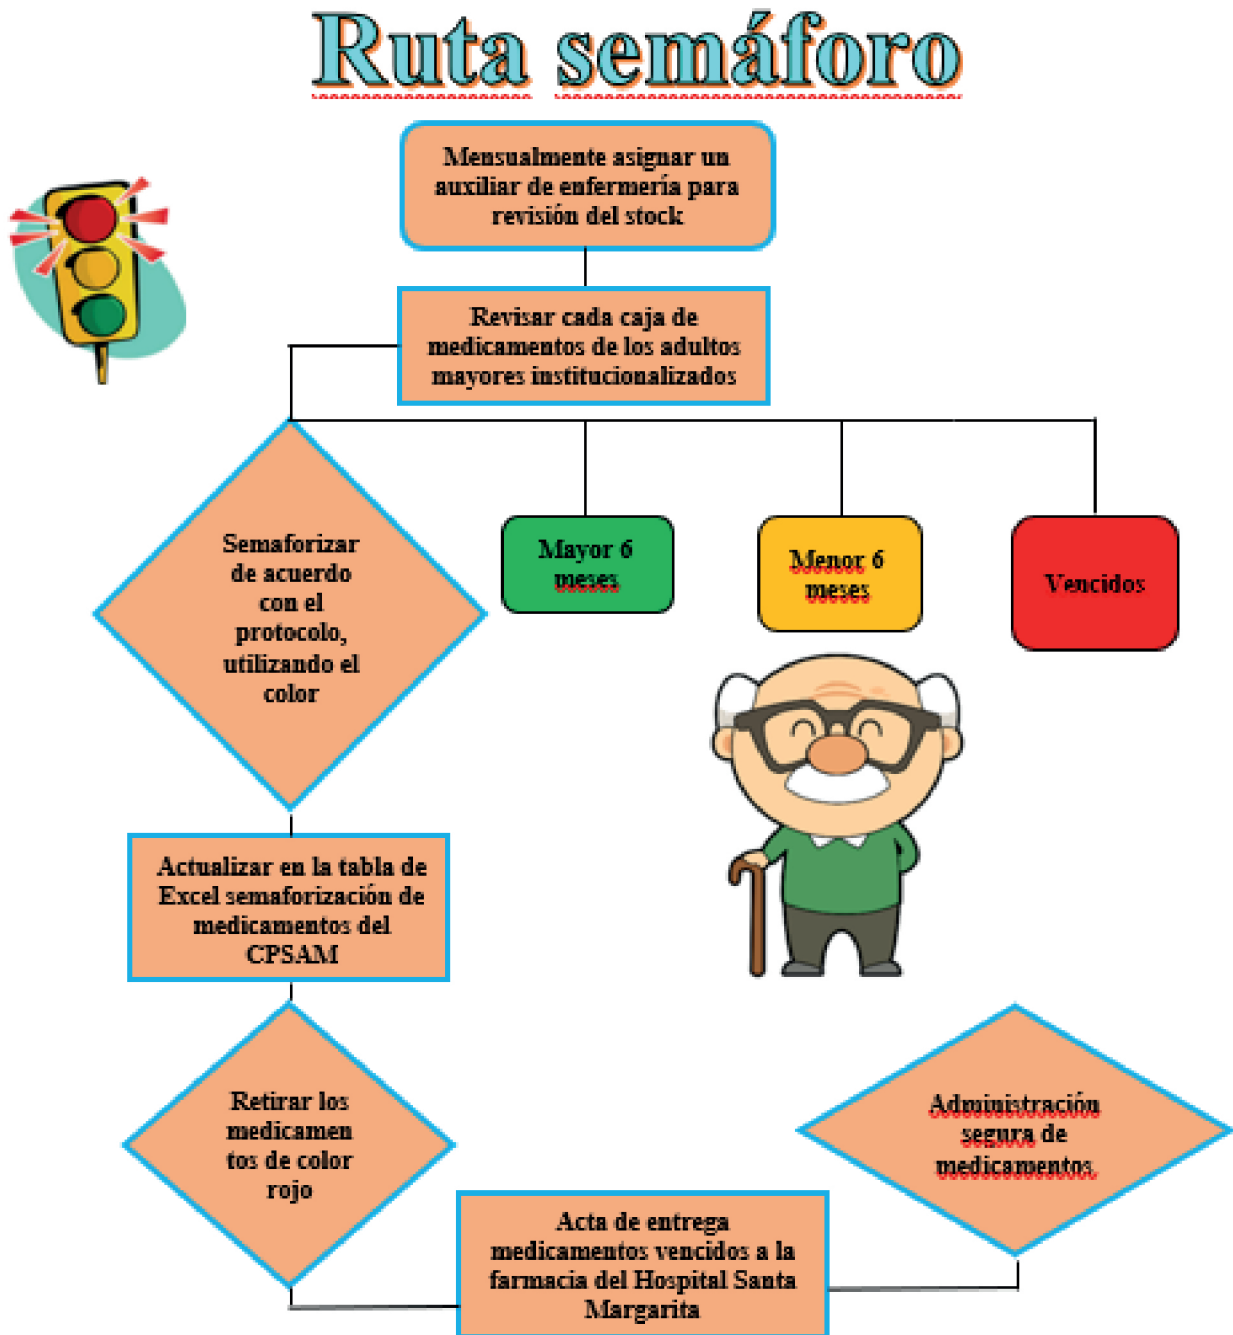 Ruta semáforo
Mensualmente asignar un
auxiliar de enfermería para
revisión del stock
Revisar cada caja de
medicamentos de los adultos
mayores institucionalizados
Semaforizar
de acuerdo
con el
protocolo,
utilizando el
color
Mayor 6
meses
Menor 6
meses
Vencidos
Actualizar en la tabla de
Excel semaforización de
medicamentos del
CPSAM
Retirar los
medicamen
tos de color
rojo
Acta de entrega
medicamentos vencidos a la
farmacia del Hospital Santa
Margarita
Administración
segura de
medicamentos